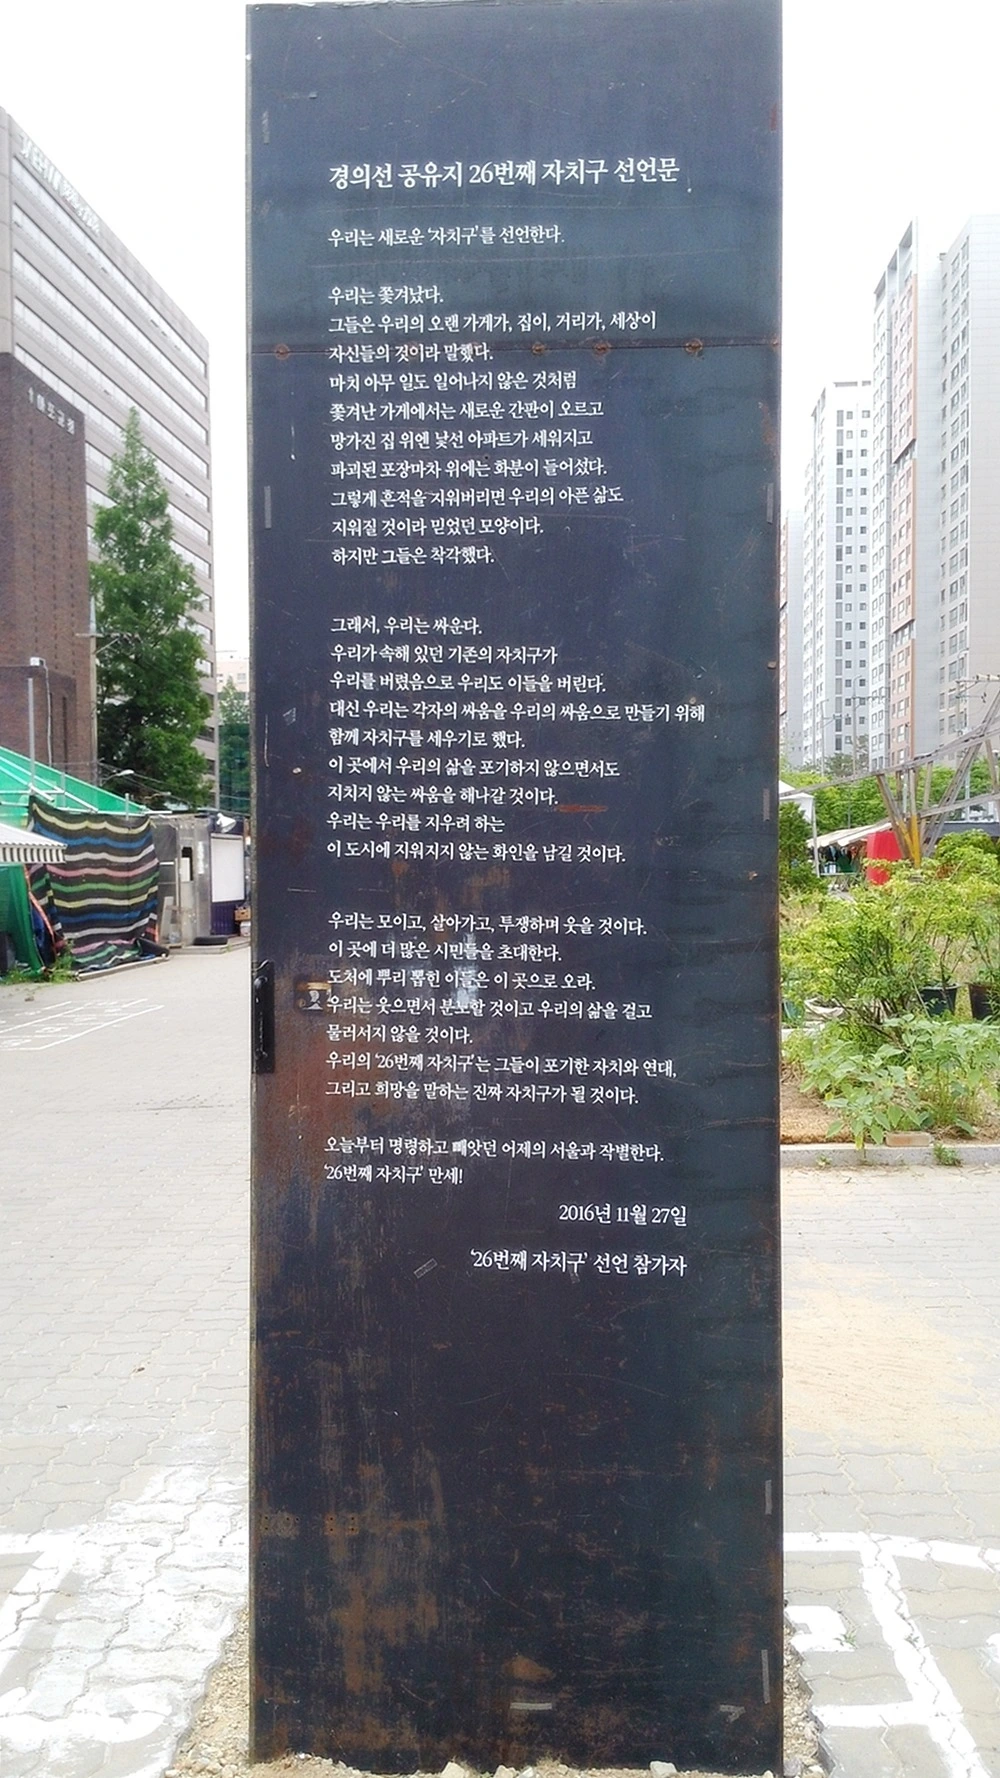 경의선 공유지 26번째 자치구 선언문
우리는 새로운 '자치구'를 선언한다.
우리는 쫓겨났다.
그들은 우리의 오랜 가게가, 집이, 거리가, 세상이
자신들의 것이라 말했다.
마치 아무 일도 일어나지 않은 것처럼
쫓겨난 가게에서는 새로운 간판이 오르고
망가진 집 위엔 낯선 아파트가 세워지고
파괴된 포장마차 위에는 화분이 들어섰다.
그렇게 흔적을 지워버리면 우리의 아픈 삶도
지워질 것이라 믿었던 모양이다.
하지만 그들은 착각했다.
그래서, 우리는 싸운다.
우리가 속해 있던 기존의 자치구가
우리를 버렸음으로 우리도 이들을 버린다.
대신 우리는 각자의 싸움을 우리의 싸움으로 만들기 위해
함께 자치구를 세우기로 했다.
이 곳에서 우리의 삶을 포기하지 않으면서도
지치지 않는 싸움을 해나갈 것이다.
우리는 우리를 지우려 하는
이 도시에 지워지지 않는 화인을 남길 것이다.
우리는 모이고, 살아가고, 투쟁하며 웃을 것이다.
이 곳에 더 많은 시민들을 초대한다.
도처에 뿌리 뽑힌 이들은 이 곳으로 오라.
우리는 웃으면서 분노할 것이고 우리의 삶을 걸고
물러서지 않을 것이다.
우리의 '26번째 자치구'는 그들이 포기한 자치와 연대,
그리고 희망을 말하는 진짜 자치구가 될 것이다.
오늘부터 명령하고 빼앗던 어제의 서울과 작별한다.
'26번째 자치구' 만세!
2016년 11월 27일
'26번째 자치구' 선언 참가자